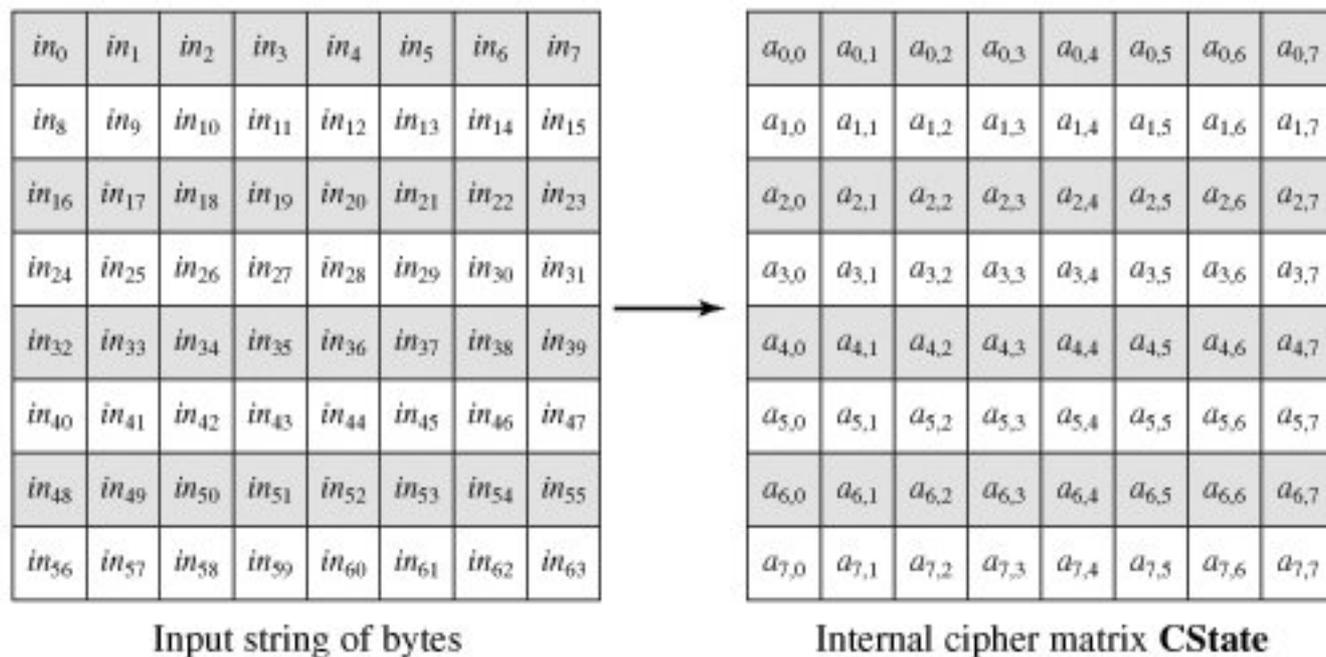 in₀ in₁ in₂ in₃ in₄ in₅ in₆ in₇ a₀,₀ a₀,₁ a₀,₂ a₀,₃ a₀,₄ a₀,₅ a₀,₆ a₀,₇
in₈ in₉ in₁₀ in₁₁ in₁₂ in₁₃ in₁₄ in₁₅ a₁,₀ a₁,₁ a₁,₂ a₁,₃ a₁,₄ a₁,₅ a₁,₆ a₁,₇
in₁₆ in₁₇ in₁₈ in₁₉ in₂₀ in₂₁ in₂₂ in₂₃ a₂,₀ a₂,₁ a₂,₂ a₂,₃ a₂,₄ a₂,₅ a₂,₆ a₂,₇
in₂₄ in₂₅ in₂₆ in₂₇ in₂₈ in₂₉ in₃₀ in₃₁ a₃,₀ a₃,₁ a₃,₂ a₃,₃ a₃,₄ a₃,₅ a₃,₆ a₃,₇
in₃₂ in₃₃ in₃₄ in₃₅ in₃₆ in₃₇ in₃₈ in₃₉ a₄,₀ a₄,₁ a₄,₂ a₄,₃ a₄,₄ a₄,₅ a₄,₆ a₄,₇
in₄₀ in₄₁ in₄₂ in₄₃ in₄₄ in₄₅ in₄₆ in₄₇ a₅,₀ a₅,₁ a₅,₂ a₅,₃ a₅,₄ a₅,₅ a₅,₆ a₅,₇
in₄₈ in₄₉ in₅₀ in₅₁ in₅₂ in₅₃ in₅₄ in₅₅ a₆,₀ a₆,₁ a₆,₂ a₆,₃ a₆,₄ a₆,₅ a₆,₆ a₆,₇
in₅₆ in₅₇ in₅₈ in₅₉ in₆₀ in₆₁ in₆₂ in₆₃ a₇,₀ a₇,₁ a₇,₂ a₇,₃ a₇,₄ a₇,₅ a₇,₆ a₇,₇
Input string of bytes Internal cipher matrix CState